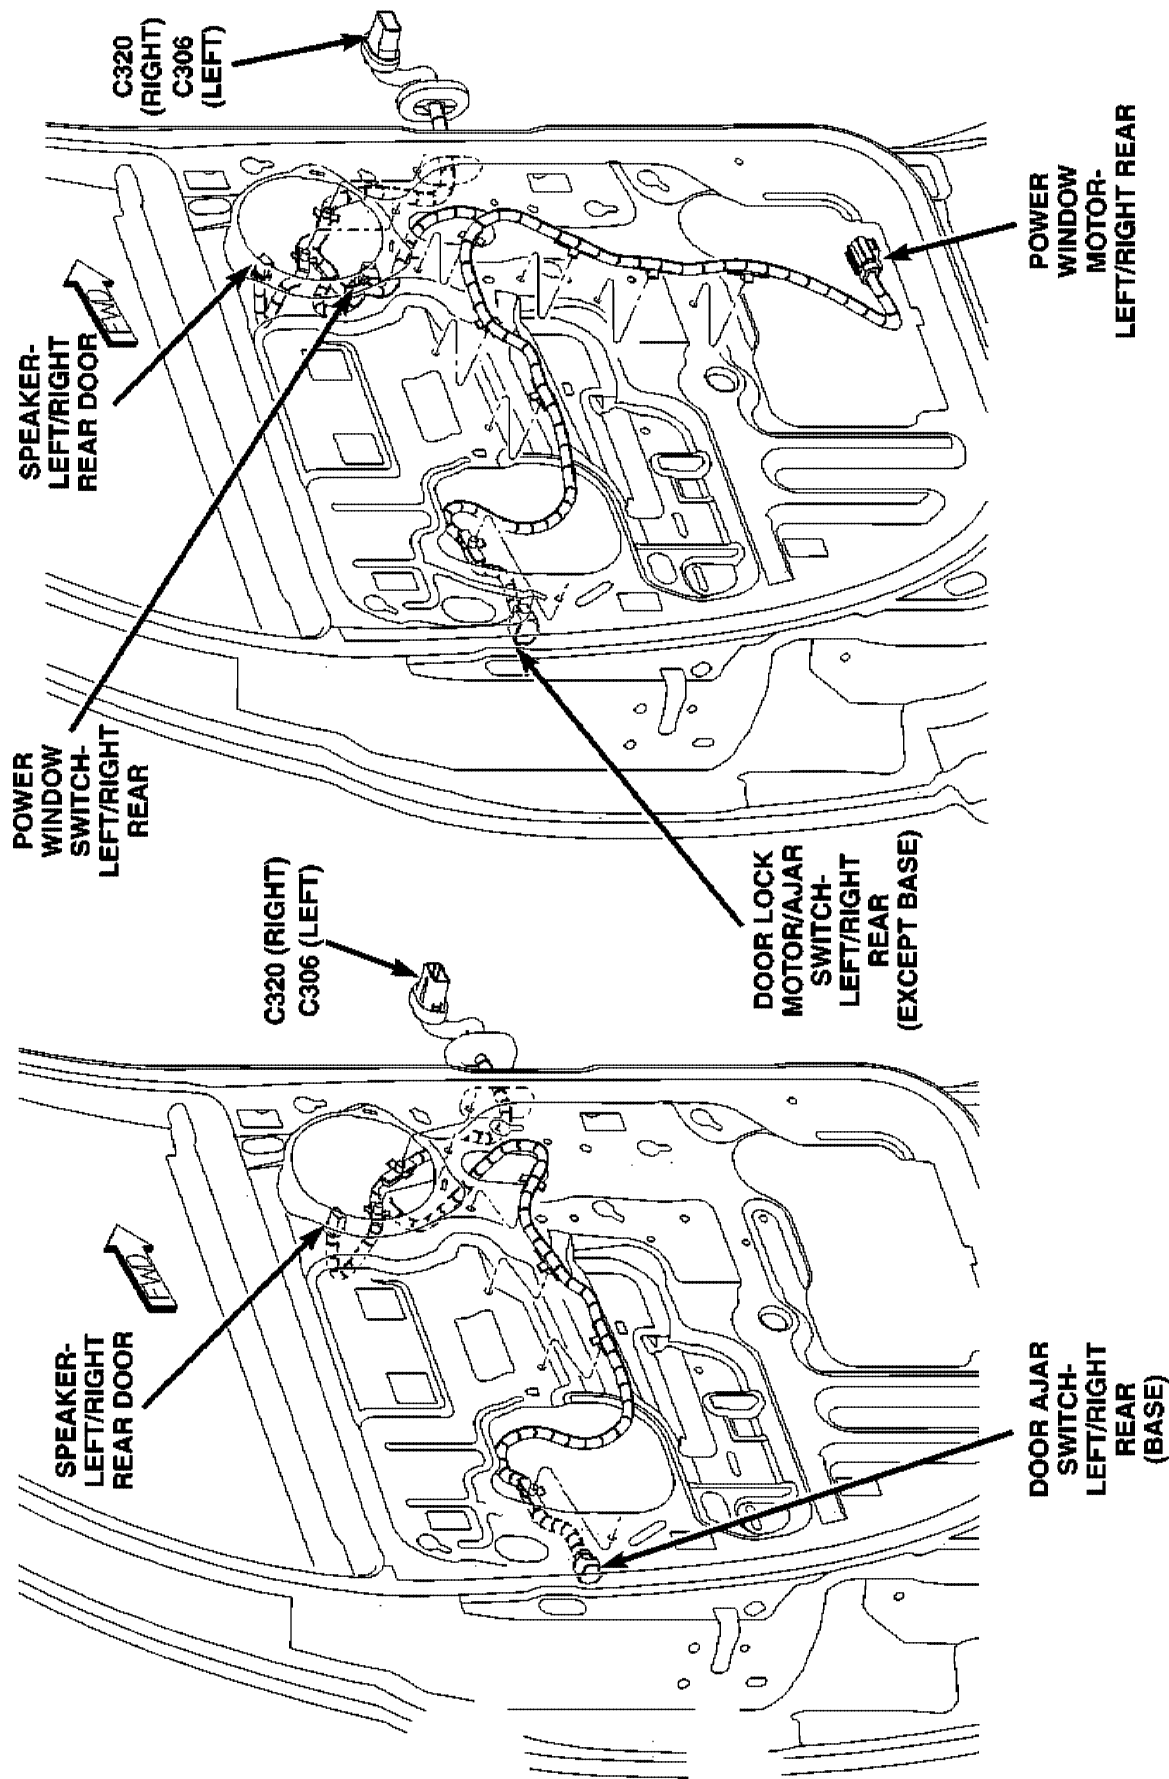 SPEAKER-
LEFT/RIGHT
REAR DOOR
FWD
C320 (RIGHT)
C306 (LEFT)
DOOR AJAR
SWITCH-
LEFT/RIGHT
REAR
(BASE)
POWER
WINDOW
SWITCH-
LEFT/RIGHT
REAR
SPEAKER-
LEFT/RIGHT
REAR DOOR
FWD
C320
(RIGHT)
C306
(LEFT)
DOOR LOCK
MOTOR/AJAR
SWITCH-
LEFT/RIGHT
REAR
(EXCEPT BASE)
POWER
WINDOW
MOTOR-
LEFT/RIGHT REAR